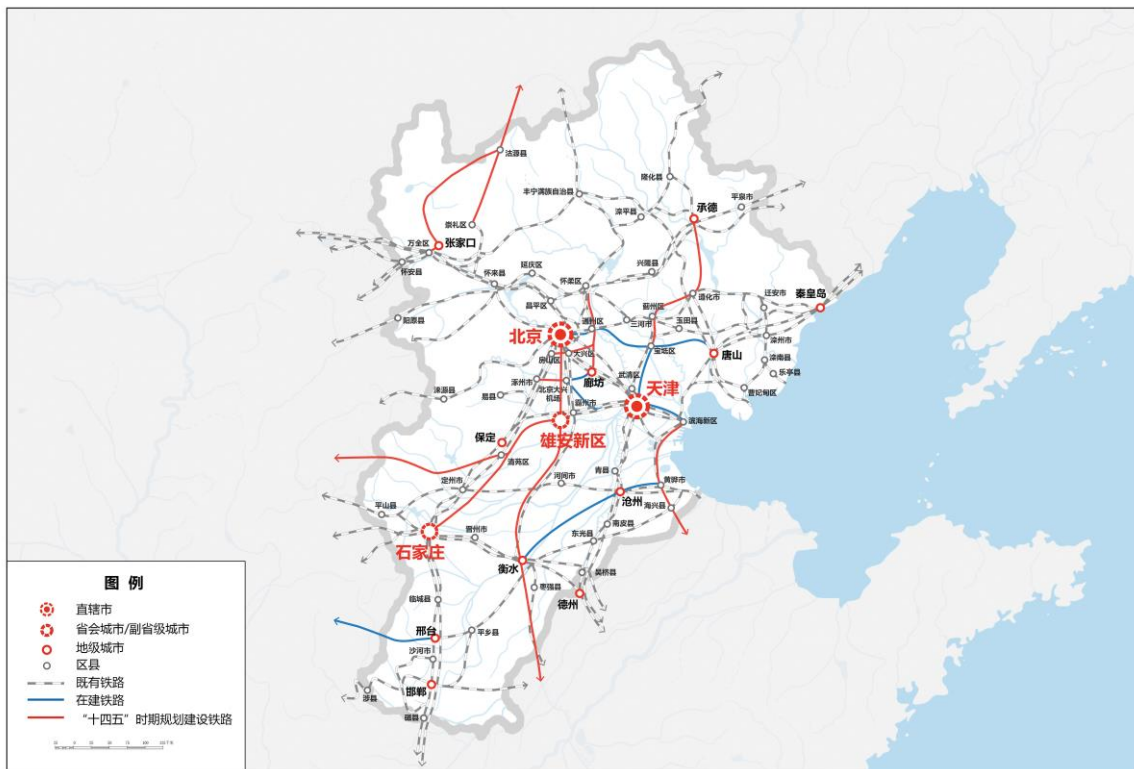 沽源县
隆化县
丰宁满族自治县
平泉市
滦平县
承德
崇礼区
万全区
张家口
怀安县
延庆区
兴隆县
怀来县
怀柔区
昌平区
蓟州区
遵化市
迁安市
秦皇岛
阳原县
通州区
三河市
玉田县
北京
滦州市
房山区
大兴区
宝坻区
唐山
滦南县
乐亭县
涞源县
涿州市
北京大兴
机场
廊坊
武清区
天津
曹妃甸区
易县
霸州市
雄安新区
滨海新区
保定
清苑区
定州市
河间市
青县
黄骅市
沧州
海兴县
平山县
晋州市
南皮县
石家庄
东光县
衡水
吴桥县
枣强县
德州
临城县
邢台
平乡县
沙河市
邯郸
涉县
磁县
图 例
直辖市
省会城市/副省级城市
地级城市
区县
既有铁路
在建铁路
“十四五”时期规划建设铁路